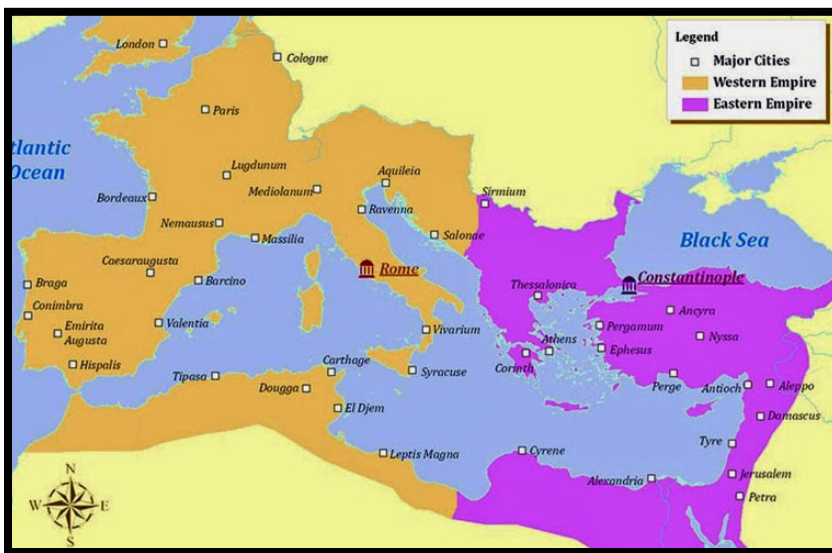 Legend
Major Cities
Western Empire
Eastern Empire
London
Cologne
Paris
tlantic
Ocean
Lugdunum
Aquileia
Mediolanum
Sirmium
Bordeaux
Ravenna
Nemausus
Salonae
Massilia
Black Sea
Caesaraugusta
Rome
Constantinople
Braga
Barcino
Thessalonica
Conimbra
Ancyra
Emirita
Augusta
Valentia
Vivarium
Pergamum
Nyssa
Athens
Ephesus
Hispalis
Carthage
Corinth
Tipasa
Dougga
Syracuse
Perge
Antioch
Aleppo
El Djem
Damascus
Tyre
Leptis Magna
Cyrene
Alexandria
Jerusalem
Petra
N
W
E
S